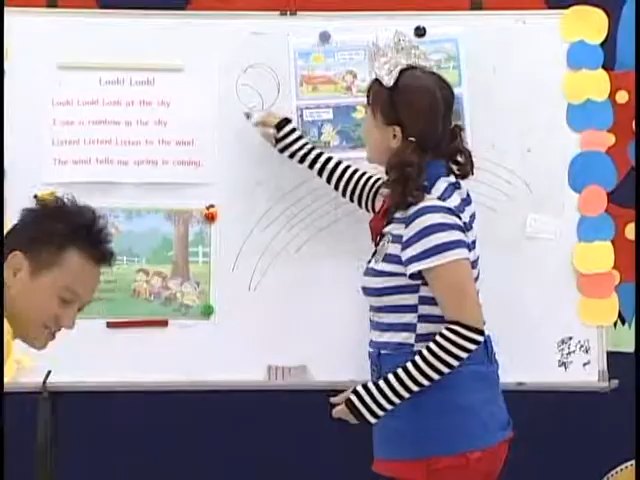 Look! Look!
Look! Look! Look at the sky
I see a rainbow in the sky.
Listen! Listen! Listen to the wind.
The wind tells me spring is coming.